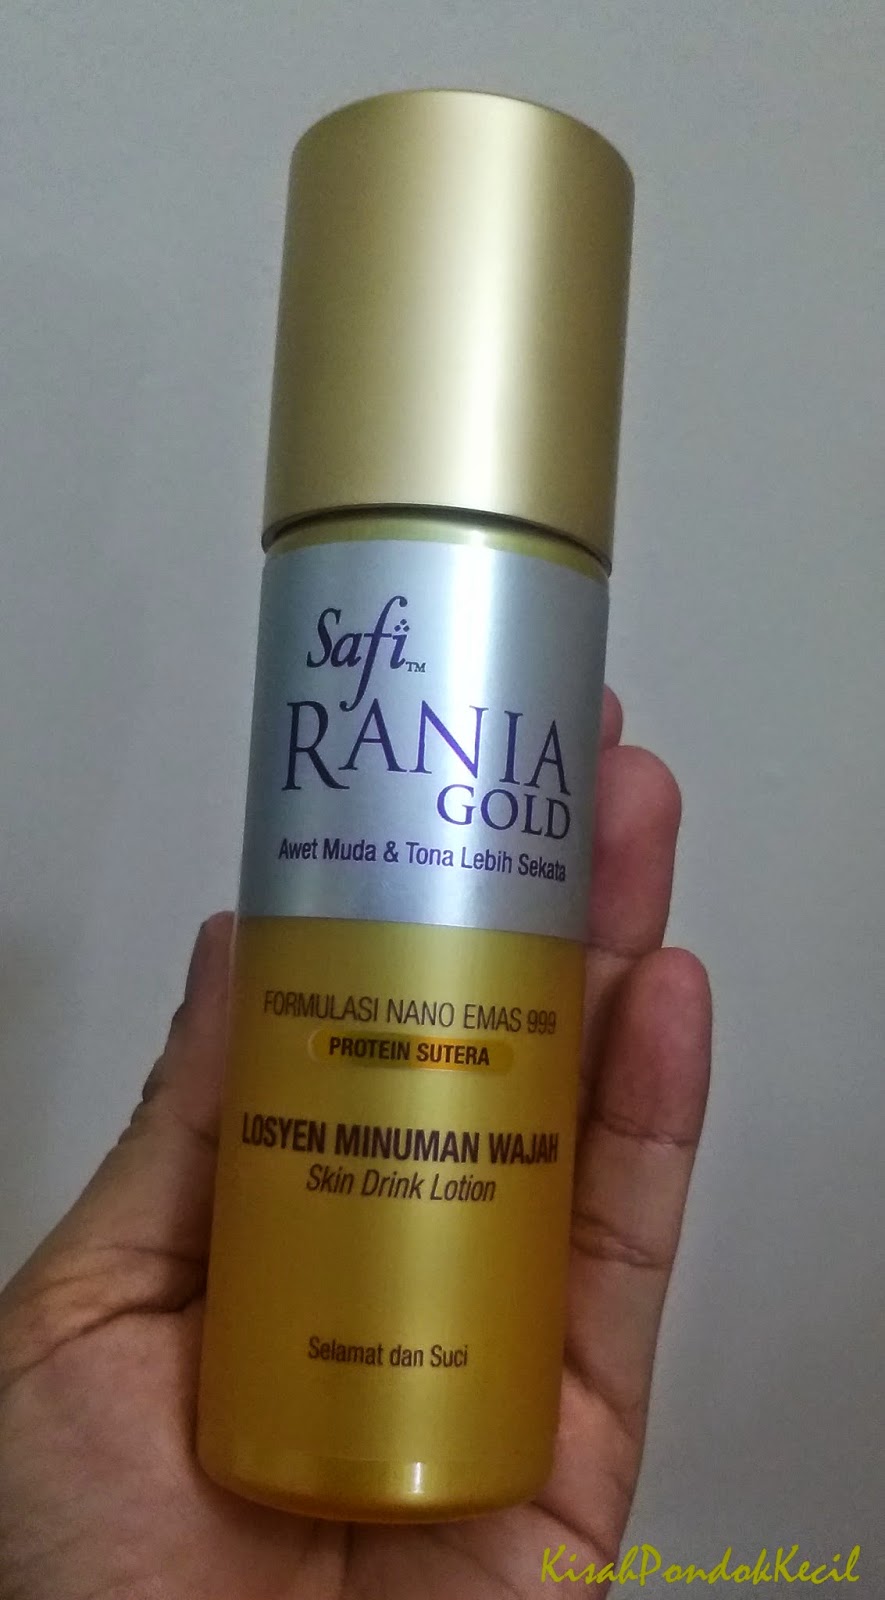 Safi™
RANIA
GOLD
Awet Muda & Tona Lebih Sekata
FORMULASI NANO EMAS 999
PROTEIN SUTERA
LOSYEN MINUMAN WAJAH
Skin Drink Lotion
Selamat dan Suci
KisahPondokKecil